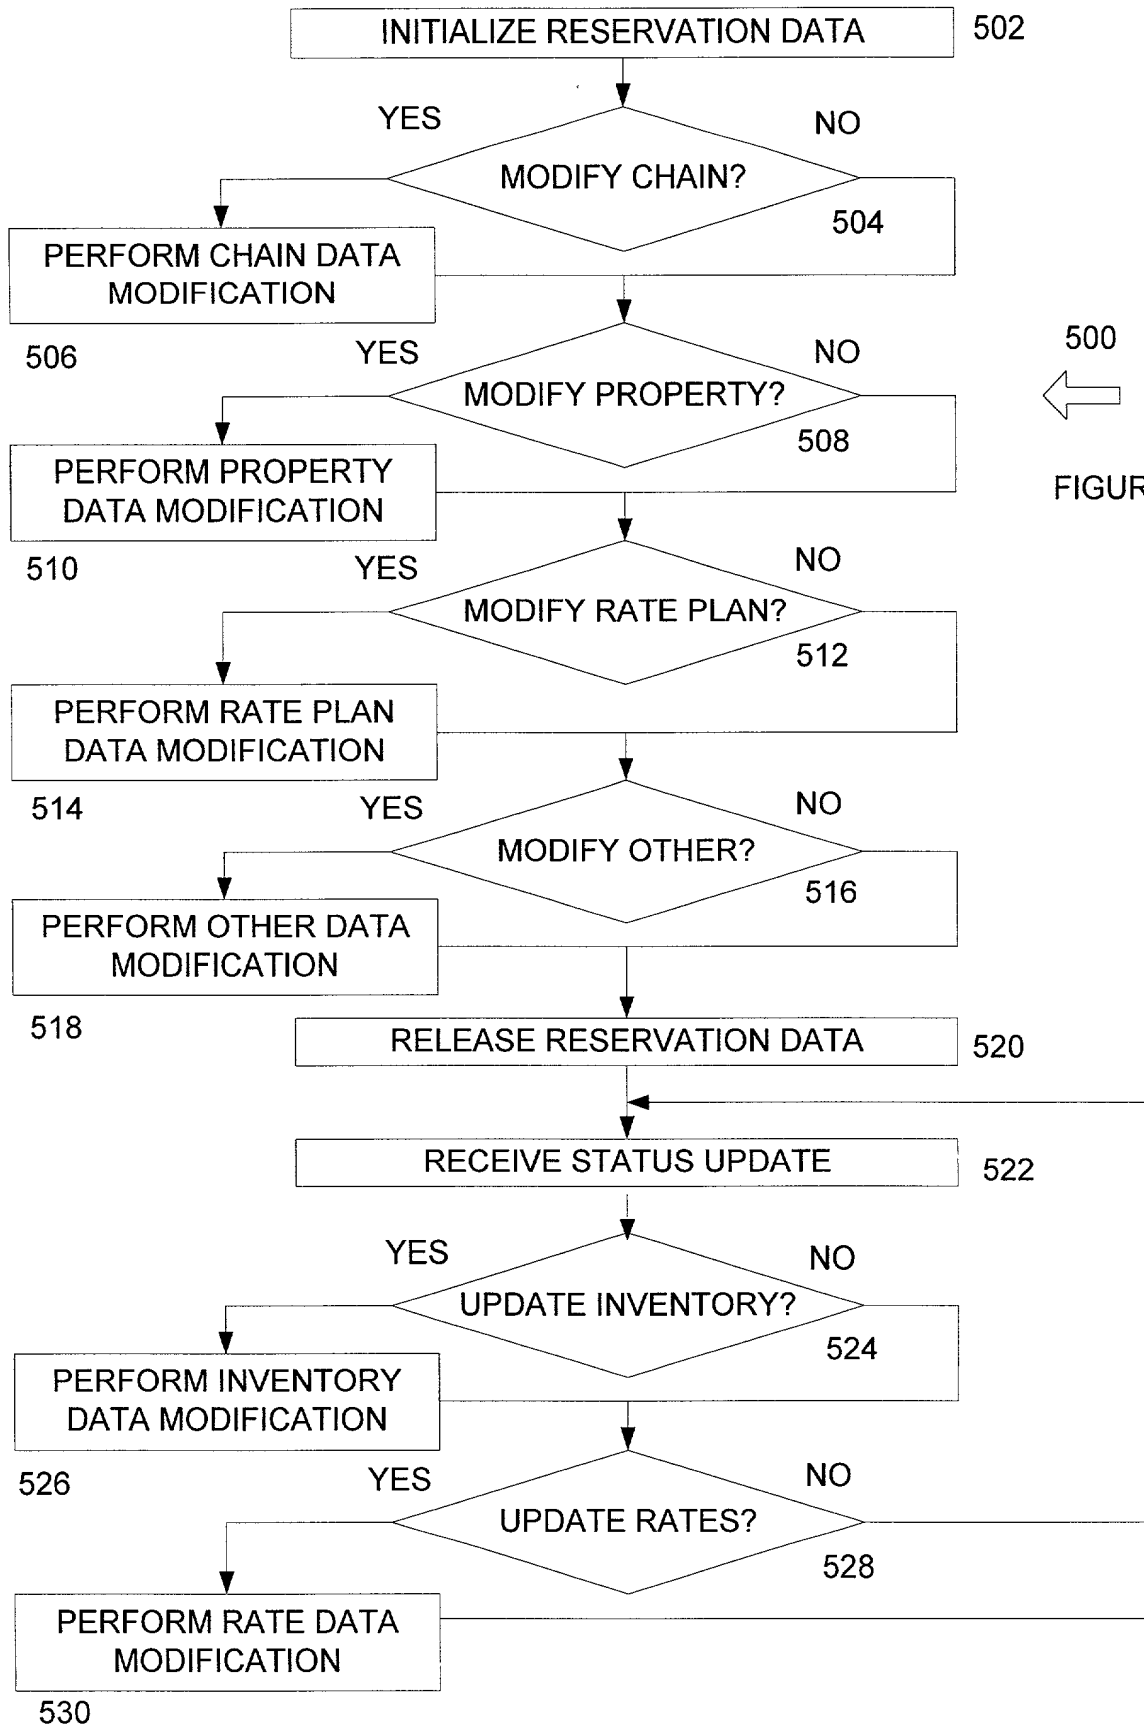 INITIALIZE RESERVATION DATA
502
YES
NO
MODIFY CHAIN?
504
PERFORM CHAIN DATA
MODIFICATION
506
YES
NO
500
MODIFY PROPERTY?
508
PERFORM PROPERTY
DATA MODIFICATION
FIGUR
510
YES
NO
MODIFY RATE PLAN?
512
PERFORM RATE PLAN
DATA MODIFICATION
514
YES
NO
MODIFY OTHER?
516
PERFORM OTHER DATA
MODIFICATION
518
RELEASE RESERVATION DATA
520
RECEIVE STATUS UPDATE
522
YES
NO
UPDATE INVENTORY?
524
PERFORM INVENTORY
DATA MODIFICATION
526
YES
NO
UPDATE RATES?
528
PERFORM RATE DATA
MODIFICATION
530